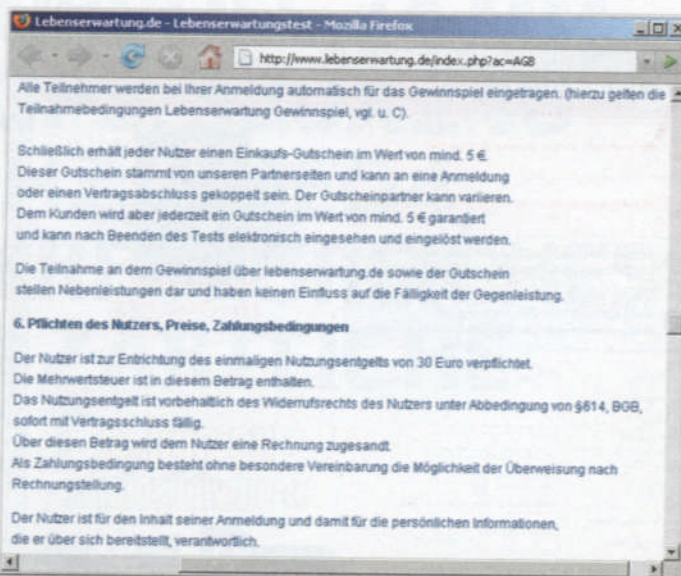 Lebenserwartung.de - Lebenserwartungstest - Mozilla Firefox
http://www.lebenserwartung.de/index.php?ac=AGB
Alle Teilnehmer werden bei Ihrer Anmeldung automatisch für das Gewinnspiel eingetragen. (hierzu gelten die
Teilnahmebedingungen Lebenserwartung Gewinnspiel, vgl. u. C).
Schließlich erhält jeder Nutzer einen Einkaufs-Gutschein im Wert von mind. 5 €.
Dieser Gutschein stammt von unseren Partnerseiten und kann an eine Anmeldung
oder einen Vertragsabschluss gekoppelt sein. Der Gutscheinpartner kann variieren.
Dem Kunden wird aber jederzeit ein Gutschein im Wert von mind. 5 € garantiert
und kann nach Beenden des Tests elektronisch eingesehen und eingelöst werden.
Die Teilnahme an dem Gewinnspiel über lebenserwartung.de sowie der Gutschein
stellen Nebenleistungen dar und haben keinen Einfluss auf die Fälligkeit der Gegenleistung.
6. Pflichten des Nutzers, Preise, Zahlungsbedingungen
Der Nutzer ist zur Entrichtung des einmaligen Nutzungsentgelts von 30 Euro verpflichtet.
Die Mehrwertsteuer ist in diesem Betrag enthalten.
Das Nutzungsentgelt ist vorbehaltlich des Widerrufsrechts des Nutzers unter Abbedingung von §614, BGB,
sofort mit Vertragsschluss fällig.
Über diesen Betrag wird dem Nutzer eine Rechnung zugesandt.
Als Zahlungsbedingung besteht ohne besondere Vereinbarung die Möglichkeit der Überweisung nach
Rechnungstellung.
Der Nutzer ist für den Inhalt seiner Anmeldung und damit für die persönlichen Informationen,
die er über sich bereitstellt, verantwortlich.